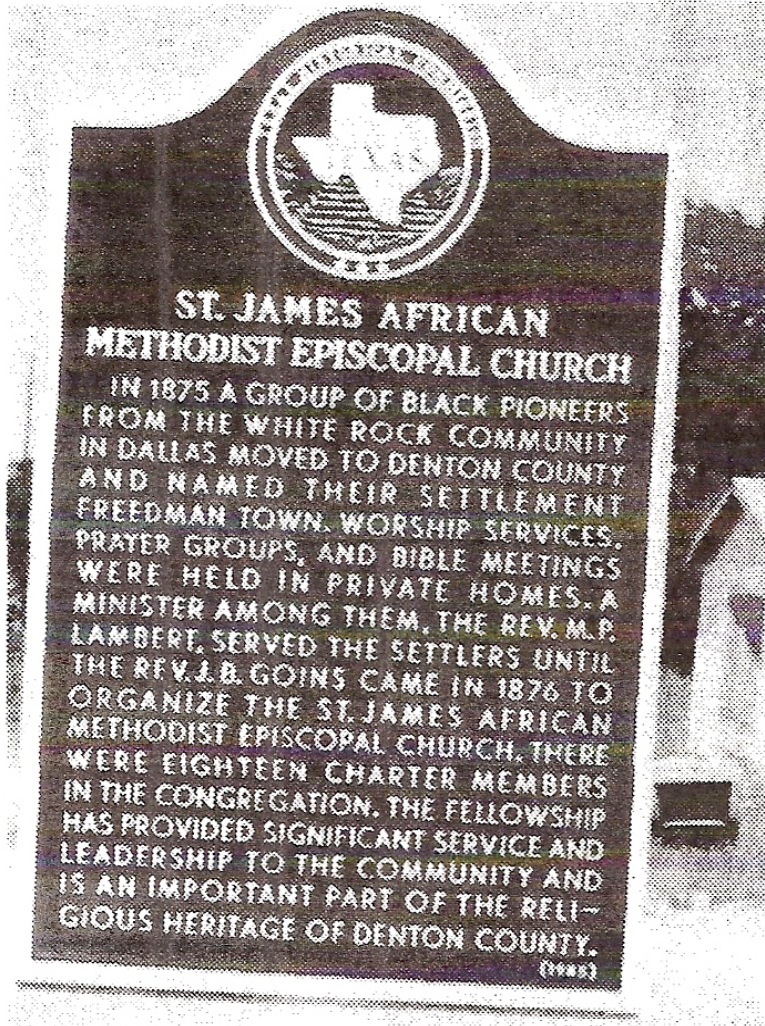 TEXAS
ST. JAMES AFRICAN
METHODIST EPISCOPAL CHURCH
IN 1875 A GROUP OF BLACK PIONEERS
FROM THE WHITE ROCK COMMUNITY
IN DALLAS MOVED TO DENTON COUNTY
AND NAMED THEIR SETTLEMENT
FREEDMAN TOWN. WORSHIP SERVICES,
PRAYER GROUPS, AND BIBLE MEETINGS
WERE HELD IN PRIVATE HOMES. A
MINISTER AMONG THEM, THE REV. M.P.
LAMBERT, SERVED THE SETTLERS UNTIL
THE REV. J.B. GOINS CAME IN 1876 TO
ORGANIZE THE ST. JAMES AFRICAN
METHODIST EPISCOPAL CHURCH. THERE
WERE EIGHTEEN CHARTER MEMBERS
IN THE CONGREGATION. THE FELLOWSHIP
HAS PROVIDED SIGNIFICANT SERVICE AND
LEADERSHIP TO THE COMMUNITY AND
IS AN IMPORTANT PART OF THE RELI-
GIOUS HERITAGE OF DENTON COUNTY.